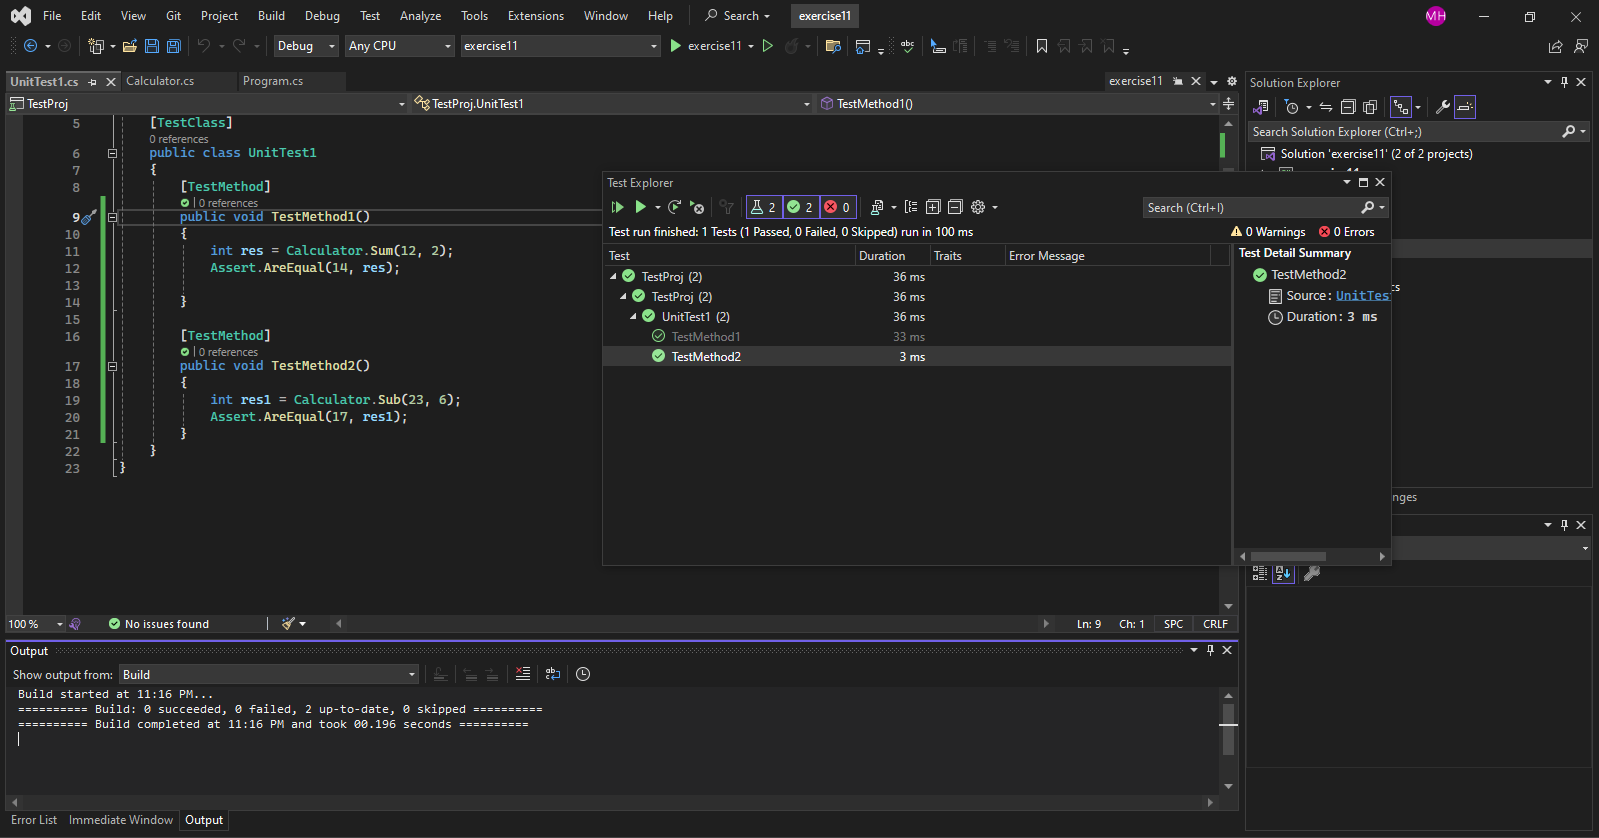 File Edit View Git Project Build Debug Test Analyze Tools Extensions Window Help Search exercise11 MH
Debug Any CPU exercise11 exercise11
UnitTest1.cs Calculator.cs Program.cs exercise11
TestProj TestProj.UnitTest1 TestMethod1()
5 [TestClass]
0 references
6 public class UnitTest1
7 {
8 [TestMethod]
0 references
9 public void TestMethod1()
10 {
11 int res = Calculator.Sum(12, 2);
12 Assert.AreEqual(14, res);
13
14 }
15
16 [TestMethod]
0 references
17 public void TestMethod2()
18 {
19 int res1 = Calculator.Sub(23, 6);
20 Assert.AreEqual(17, res1);
21 }
22 }
23 }
100 % No issues found Ln: 9 Ch: 1 SPC CRLF
Test Explorer
2 2 0 Search (Ctrl+I)
Test run finished: 1 Tests (1 Passed, 0 Failed, 0 Skipped) run in 100 ms 0 Warnings 0 Errors
Test Duration Traits Error Message
TestProj (2) 36 ms
TestProj (2) 36 ms
UnitTest1 (2) 36 ms
TestMethod1 33 ms
TestMethod2 3 ms
Test Detail Summary
TestMethod2
Source: UnitTes
Duration: 3 ms
Solution Explorer
Search Solution Explorer (Ctrl+;)
Solution 'exercise11' (2 of 2 projects)
cs
nges
Output
Show output from: Build
Build started at 11:16 PM...
========== Build: 0 succeeded, 0 failed, 2 up-to-date, 0 skipped ==========
========== Build completed at 11:16 PM and took 00.196 seconds ==========
Error List Immediate Window Output